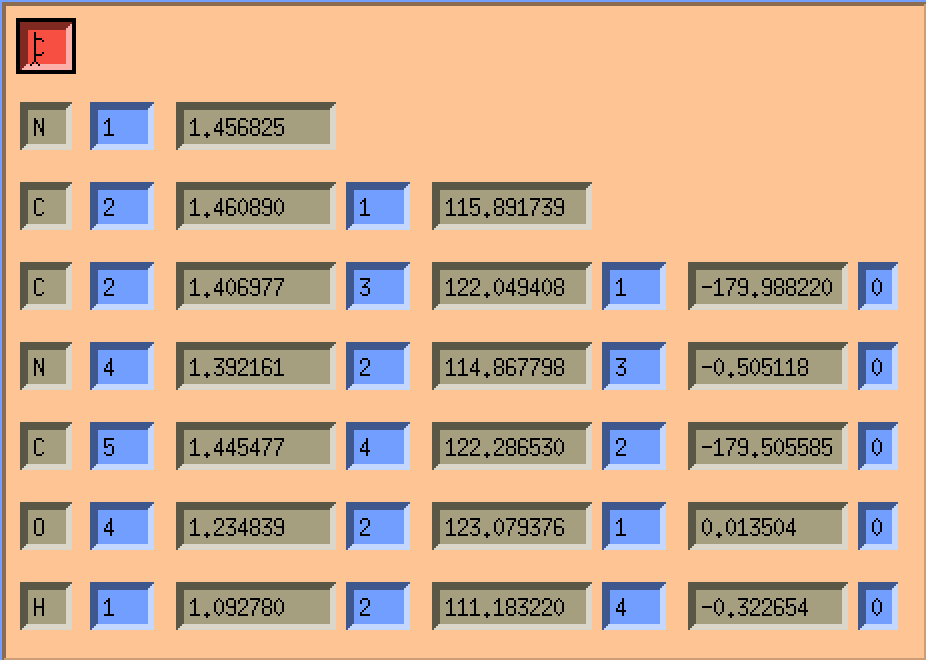 C
N 1 1.456825
C 2 1.460890 1 115.891739
C 2 1.406977 3 122.049408 1 -179.988220 0
N 4 1.392161 2 114.867798 3 -0.505118 0
C 5 1.445477 4 122.286530 2 -179.505585 0
O 4 1.234839 2 123.079376 1 0.013504 0
H 1 1.092780 2 111.183220 4 -0.322654 0